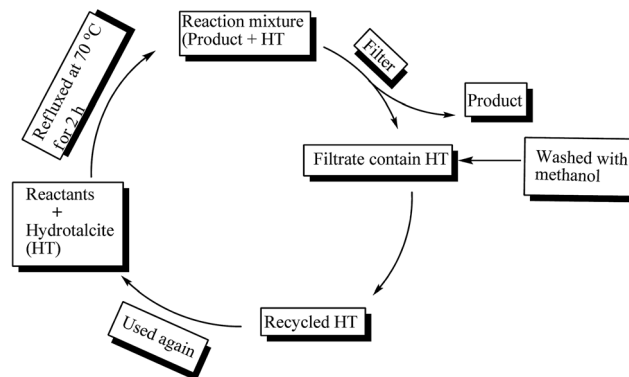 Reaction mixture
(Product + HT
Filter
Product
Filtrate contain HT
Washed with
methanol
Recycled HT
Used again
Reactants
+
Hydrotalcite
(HT)
Refluxed at 70 ºC
for 2 h